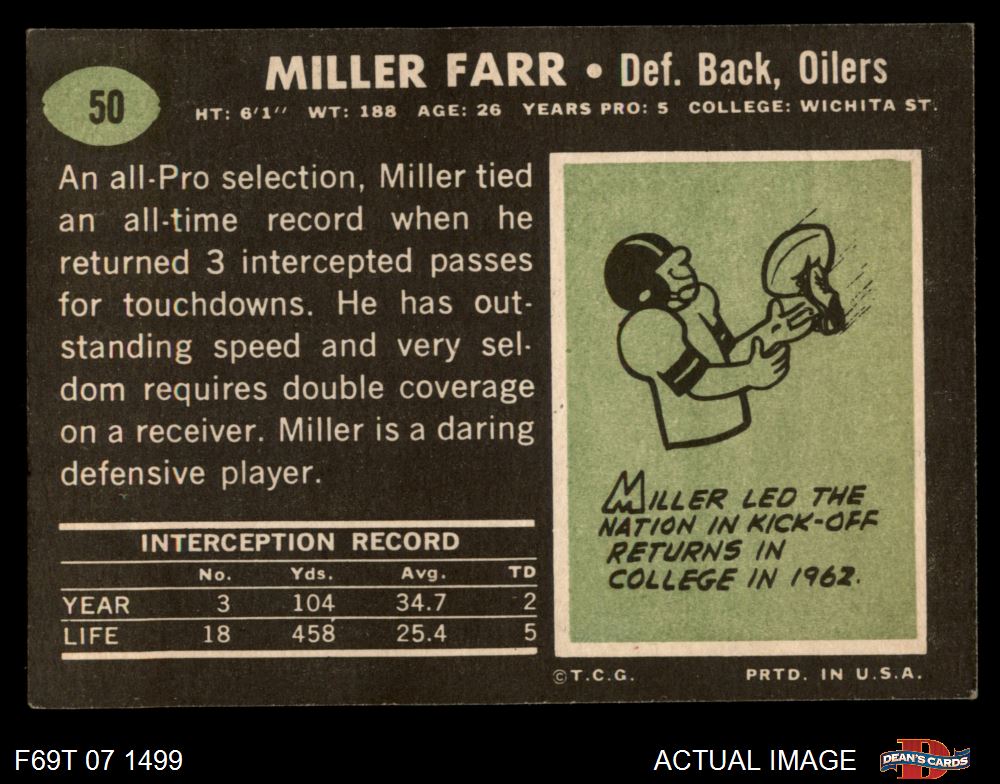 50
MILLER FARR • Def. Back, Oilers
HT: 6'1'' WT: 188 AGE: 26 YEARS PRO: 5 COLLEGE: WICHITA ST.
An all-Pro selection, Miller tied
an all-time record when he
returned 3 intercepted passes
for touchdowns. He has out-
standing speed and very sel-
dom requires double coverage
on a receiver. Miller is a daring
defensive player.
INTERCEPTION RECORD
No. Yds. Avg. TD
YEAR 3 104 34.7 2
LIFE 18 458 25.4 5
MILLER LED THE
NATION IN KICK-OFF
RETURNS IN
COLLEGE IN 1962.
©T.C.G. PRTD. IN U.S.A.
F69T 07 1499 ACTUAL IMAGE D DEAN'S CARDS